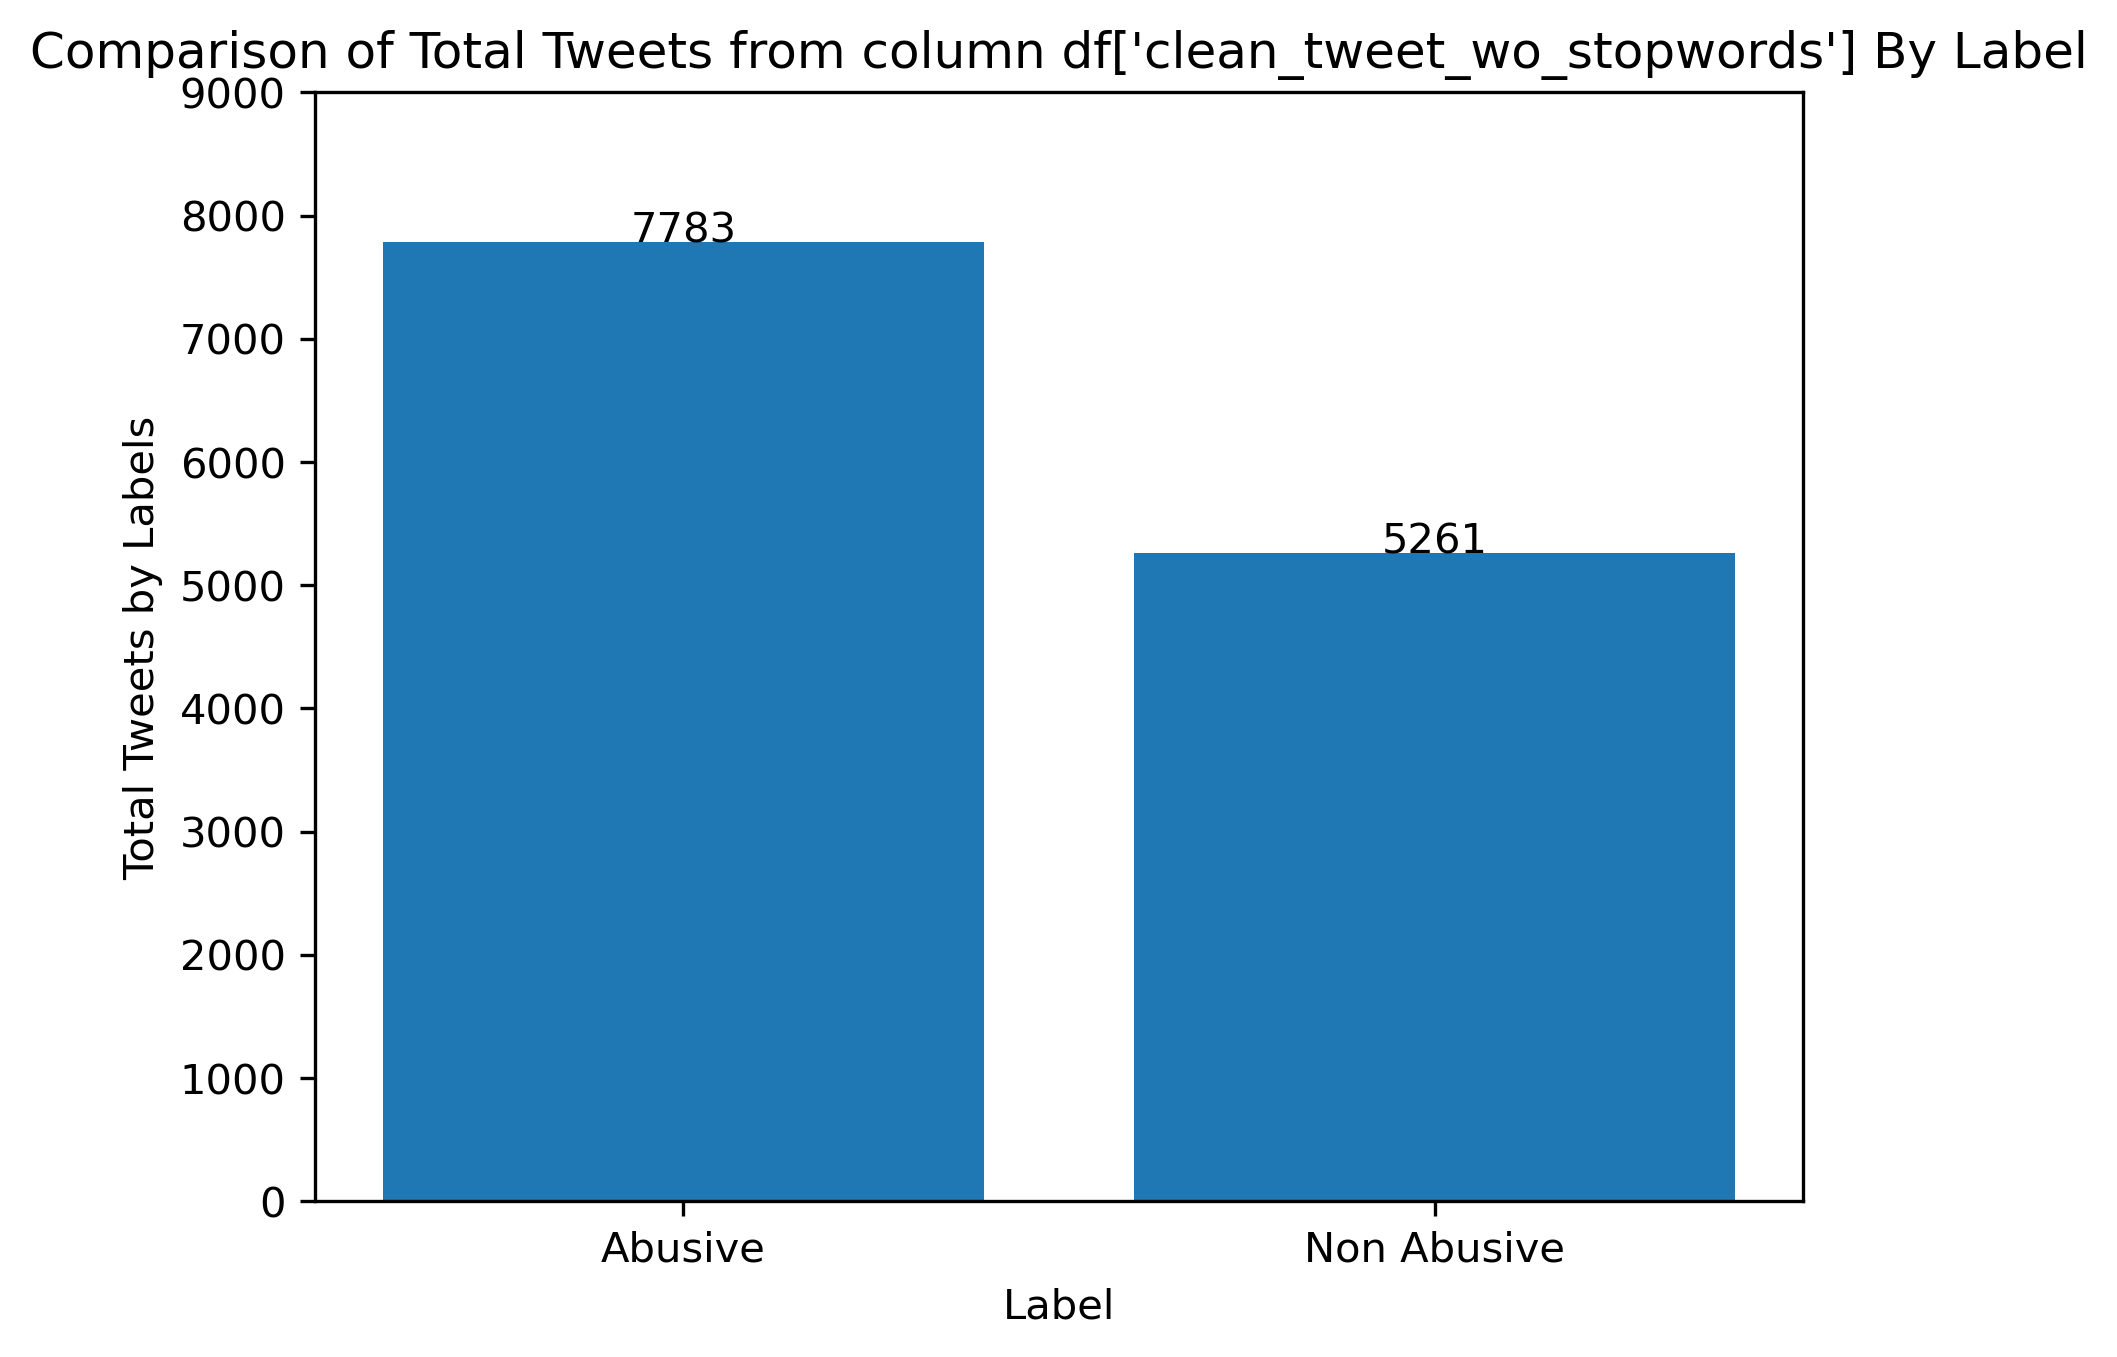 Comparison of Total Tweets from column df['clean_tweet_wo_stopwords'] By Label
9000
8000
7000
6000
5000
4000
3000
2000
1000
0
Total Tweets by Labels
7783
5261
Abusive
Non Abusive
Label